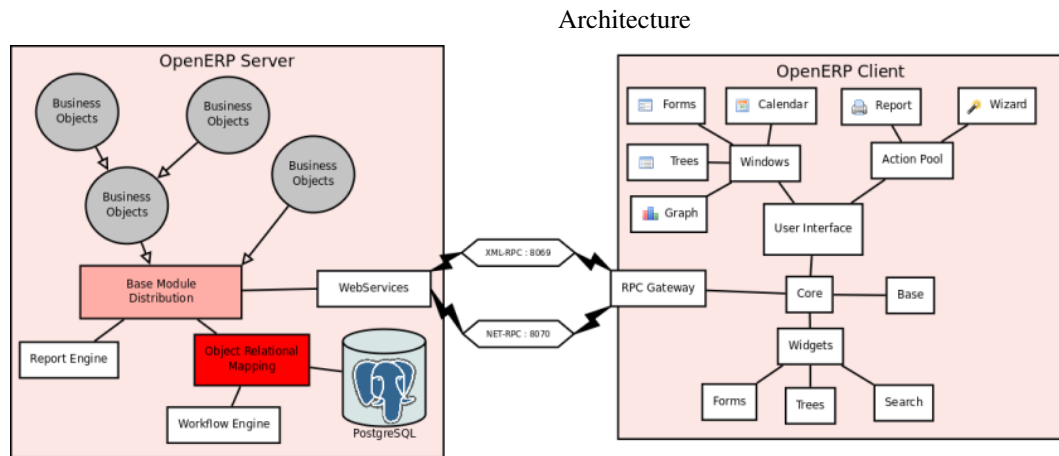 Architecture
OpenERP Server
Business
Objects
Business
Objects
Business
Objects
Business
Objects
Base Module
Distribution
WebServices
Report Engine
Object Relational
Mapping
Workflow Engine
PostgreSQL
XML-RPC : 8069
NET-RPC : 8070
OpenERP Client
Forms
Calendar
Report
Wizard
Trees
Windows
Action Pool
Graph
User Interface
RPC Gateway
Core
Base
Widgets
Forms
Trees
Search